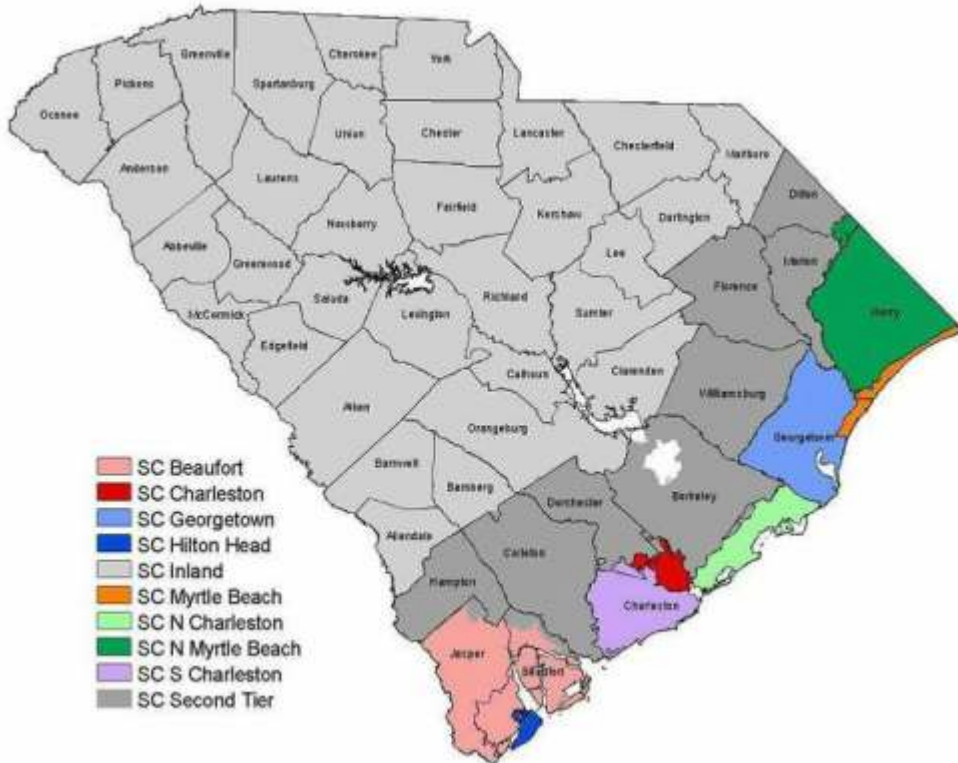 Greenville
Cherokee
York
Spartanburg
Pickens
Oconee
Union
Chester
Lancaster
Chesterfield
Marlboro
Anderson
Laurens
Dillon
Newberry
Fairfield
Kershaw
Darlington
Abbeville
Greenwood
Lee
Marion
Florence
Saluda
Richland
McCormick
Lexington
Sumter
Horry
Edgefield
Calhoun
Clarendon
Williamsburg
Aiken
Orangeburg
Georgetown
Barnwell
Bamberg
Berkeley
Dorchester
Allendale
Colleton
Hampton
Charleston
Jasper
Beaufort
SC Beaufort
SC Charleston
SC Georgetown
SC Hilton Head
SC Inland
SC Myrtle Beach
SC N Charleston
SC N Myrtle Beach
SC S Charleston
SC Second Tier